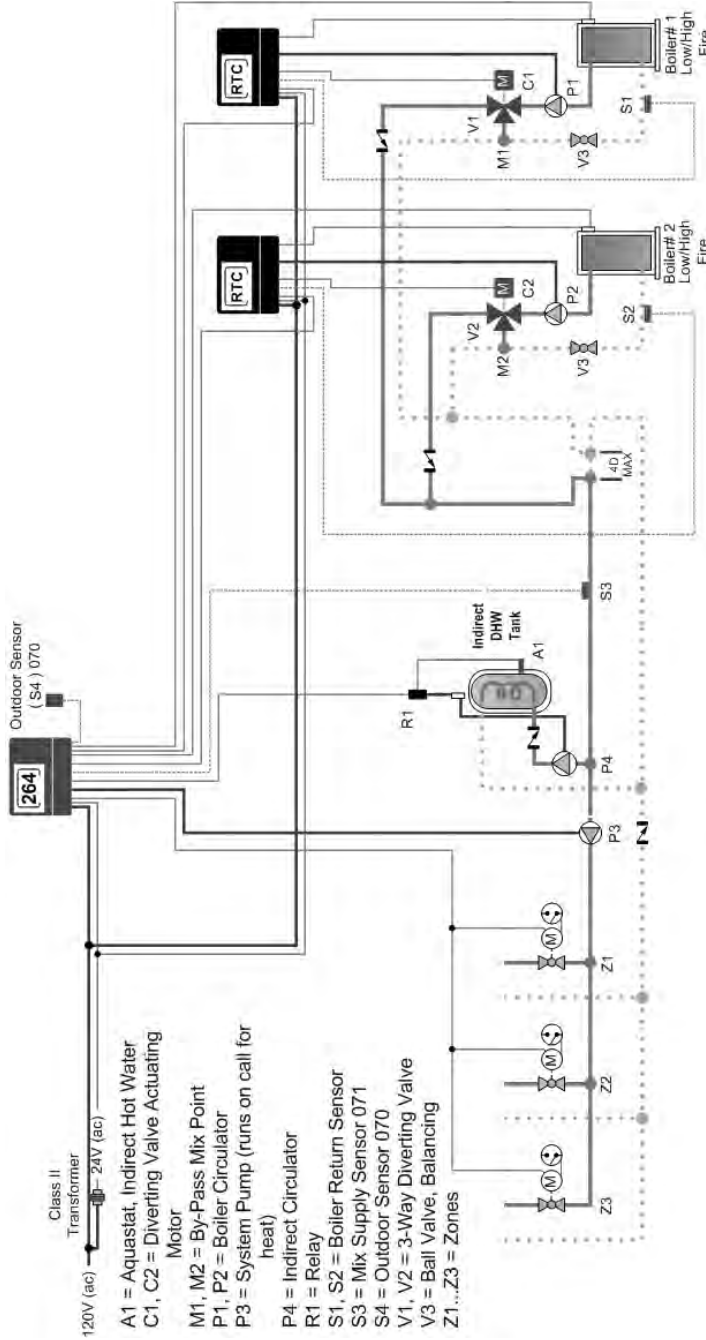 120V (ac)
Class II
Transformer
24V (ac)
264
Outdoor Sensor
( S4 ) 070
RTC
RTC
A1 = Aquastat, Indirect Hot Water
C1, C2 = Diverting Valve Actuating
Motor
M1, M2 = By-Pass Mix Point
P1, P2 = Boiler Circulator
P3 = System Pump (runs on call for
heat)
P4 = Indirect Circulator
R1 = Relay
S1, S2 = Boiler Return Sensor
S3 = Mix Supply Sensor 071
S4 = Outdoor Sensor 070
V1, V2 = 3-Way Diverting Valve
V3 = Ball Valve, Balancing
Z1...Z3 = Zones
R1
Indirect
DHW
Tank
A1
V2
M
C2
M2
P2
V3
V1
M
C1
M1
P1
V3
M
M
M
Z3
Z2
Z1
P3
P4
S3
4D
MAX
S2
Boiler# 2
Low/High
Fire
S1
Boiler# 1
Low/High
Fire